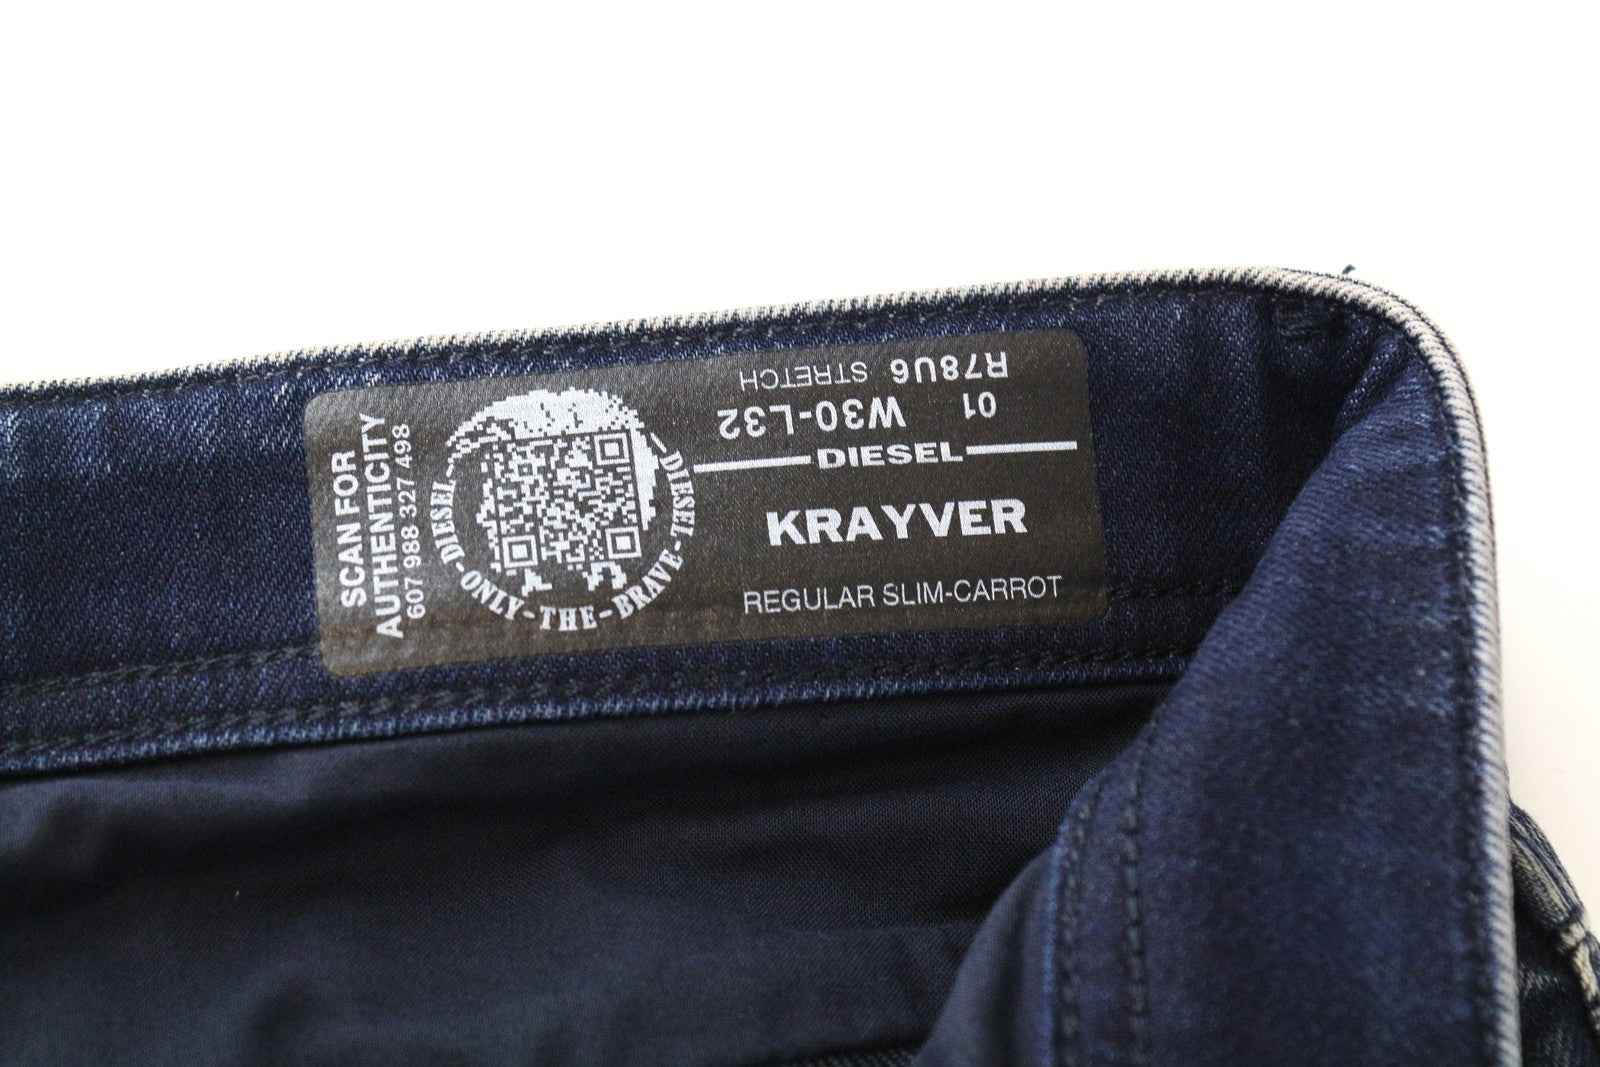 SCAN FOR
AUTHENTICITY
607 988 327 498
DIESEL-ONLY-THE-BRAVE-DIESEL
R78U6 STRETCH
01 W30-L32
DIESEL
KRAYVER
REGULAR SLIM-CARROT